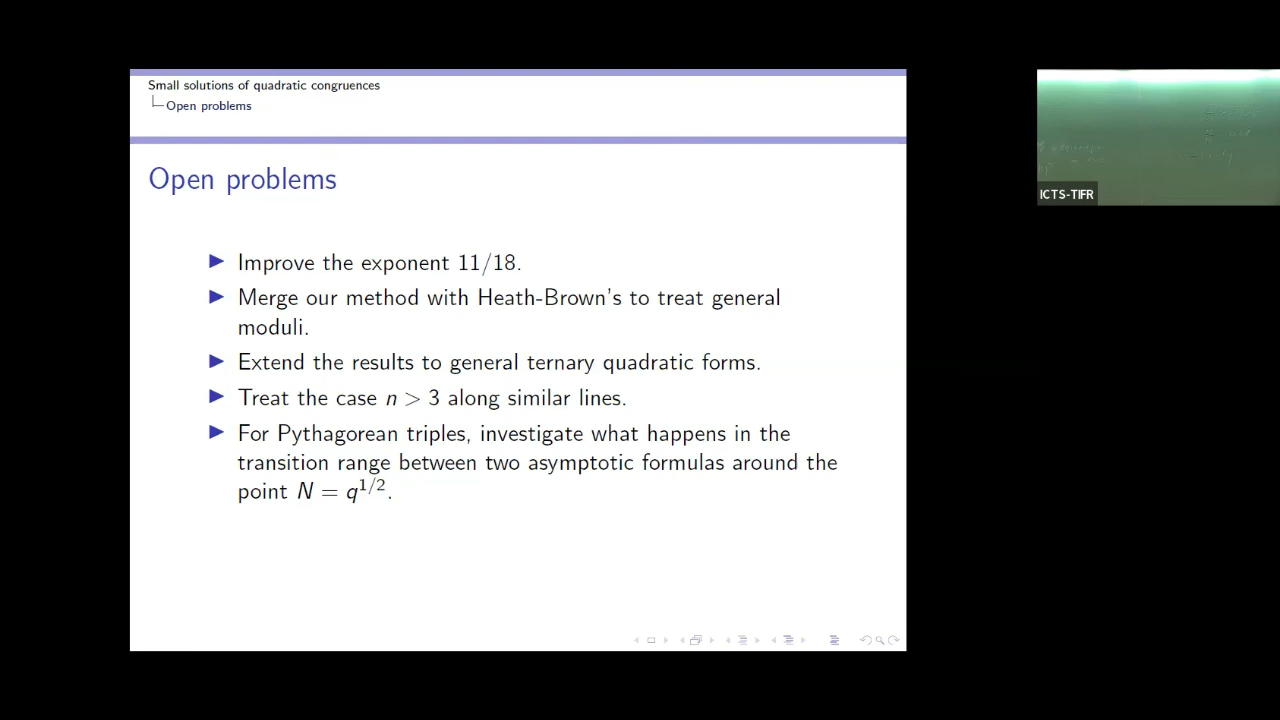 Small solutions of quadratic congruences
Open problems
Open problems
Improve the exponent 11/18.
Merge our method with Heath-Brown's to treat general
moduli.
Extend the results to general ternary quadratic forms.
Treat the case n > 3 along similar lines.
For Pythagorean triples, investigate what happens in the
transition range between two asymptotic formulas around the
point N = q^{1/2}.
ICTS-TIFR